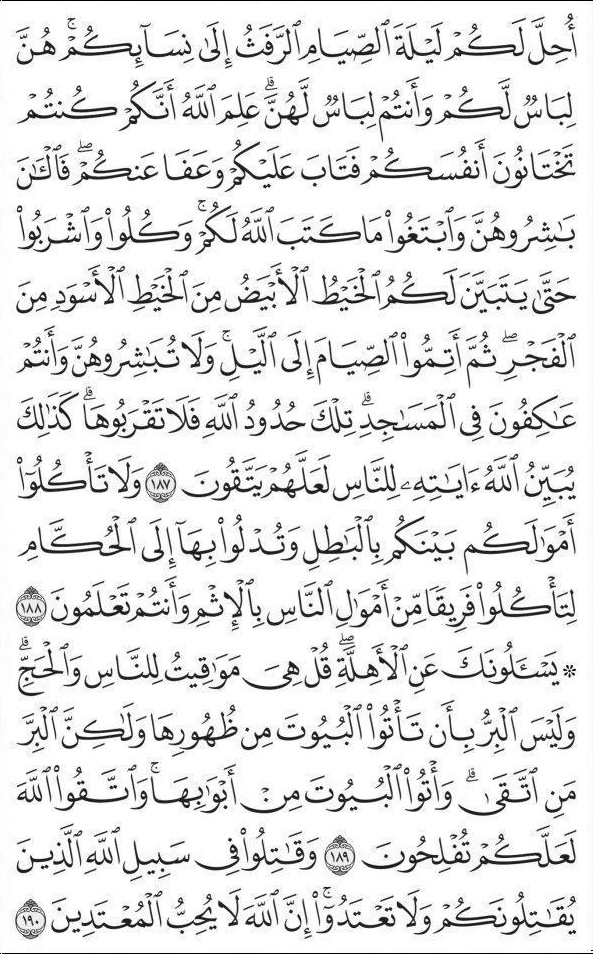 أُحِلَّ لَكُمْ لَيْلَةَ ٱلصِّيَامِ ٱلرَّفَثُ إِلَىٰ نِسَآئِكُمْۚ هُنَّ
لِبَاسٌ لَّكُمْ وَأَنتُمْ لِبَاسٌ لَّهُنَّۗ عَلِمَ ٱللَّهُ أَنَّكُمْ كُنتُمْ
تَخْتَانُونَ أَنفُسَكُمْ فَتَابَ عَلَيْكُمْ وَعَفَا عَنكُمْۖ فَٱلْـَٰٔنَ
بَـٰشِرُوهُنَّ وَٱبْتَغُوا۟ مَا كَتَبَ ٱللَّهُ لَكُمْۚ وَكُلُوا۟ وَٱشْرَبُوا۟
حَتَّىٰ يَتَبَيَّنَ لَكُمُ ٱلْخَيْطُ ٱلْأَبْيَضُ مِنَ ٱلْخَيْطِ ٱلْأَسْوَدِ مِنَ
ٱلْفَجْرِۖ ثُمَّ أَتِمُّوا۟ ٱلصِّيَامَ إِلَى ٱلَّيْلِۚ وَلَا تُبَـٰشِرُوهُنَّ وَأَنتُمْ
عَـٰكِفُونَ فِى ٱلْمَسَـٰجِدِۗ تِلْكَ حُدُودُ ٱللَّهِ فَلَا تَقْرَبُوهَاۗ كَذَٰلِكَ
يُبَيِّنُ ٱللَّهُ ءَايَـٰتِهِۦ لِلنَّاسِ لَعَلَّهُمْ يَتَّقُونَ ١٨٧ وَلَا تَأْكُلُوٓا۟
أَمْوَٰلَكُم بَيْنَكُم بِٱلْبَـٰطِلِ وَتُدْلُوا۟ بِهَآ إِلَى ٱلْحُكَّامِ
لِتَأْكُلُوا۟ فَرِيقًا مِّنْ أَمْوَٰلِ ٱلنَّاسِ بِٱلْإِثْمِ وَأَنتُمْ تَعْلَمُونَ ١٨٨
۞ يَسْـَٔلُونَكَ عَنِ ٱلْأَهِلَّةِۖ قُلْ هِىَ مَوَٰقِيتُ لِلنَّاسِ وَٱلْحَجِّۗ
وَلَيْسَ ٱلْبِرُّ بِأَن تَأْتُوا۟ ٱلْبُيُوتَ مِن ظُهُورِهَا وَلَـٰكِنَّ ٱلْبِرَّ
مَنِ ٱتَّقَىٰۗ وَأْتُوا۟ ٱلْبُيُوتَ مِنْ أَبْوَٰبِهَاۚ وَٱتَّقُوا۟ ٱللَّهَ
لَعَلَّكُمْ تُفْلِحُونَ ١٨٩ وَقَـٰتِلُوا۟ فِى سَبِيلِ ٱللَّهِ ٱلَّذِينَ
يُقَـٰتِلُونَكُمْ وَلَا تَعْتَدُوٓا۟ۚ إِنَّ ٱللَّهَ لَا يُحِبُّ ٱلْمُعْتَدِينَ ١٩٠